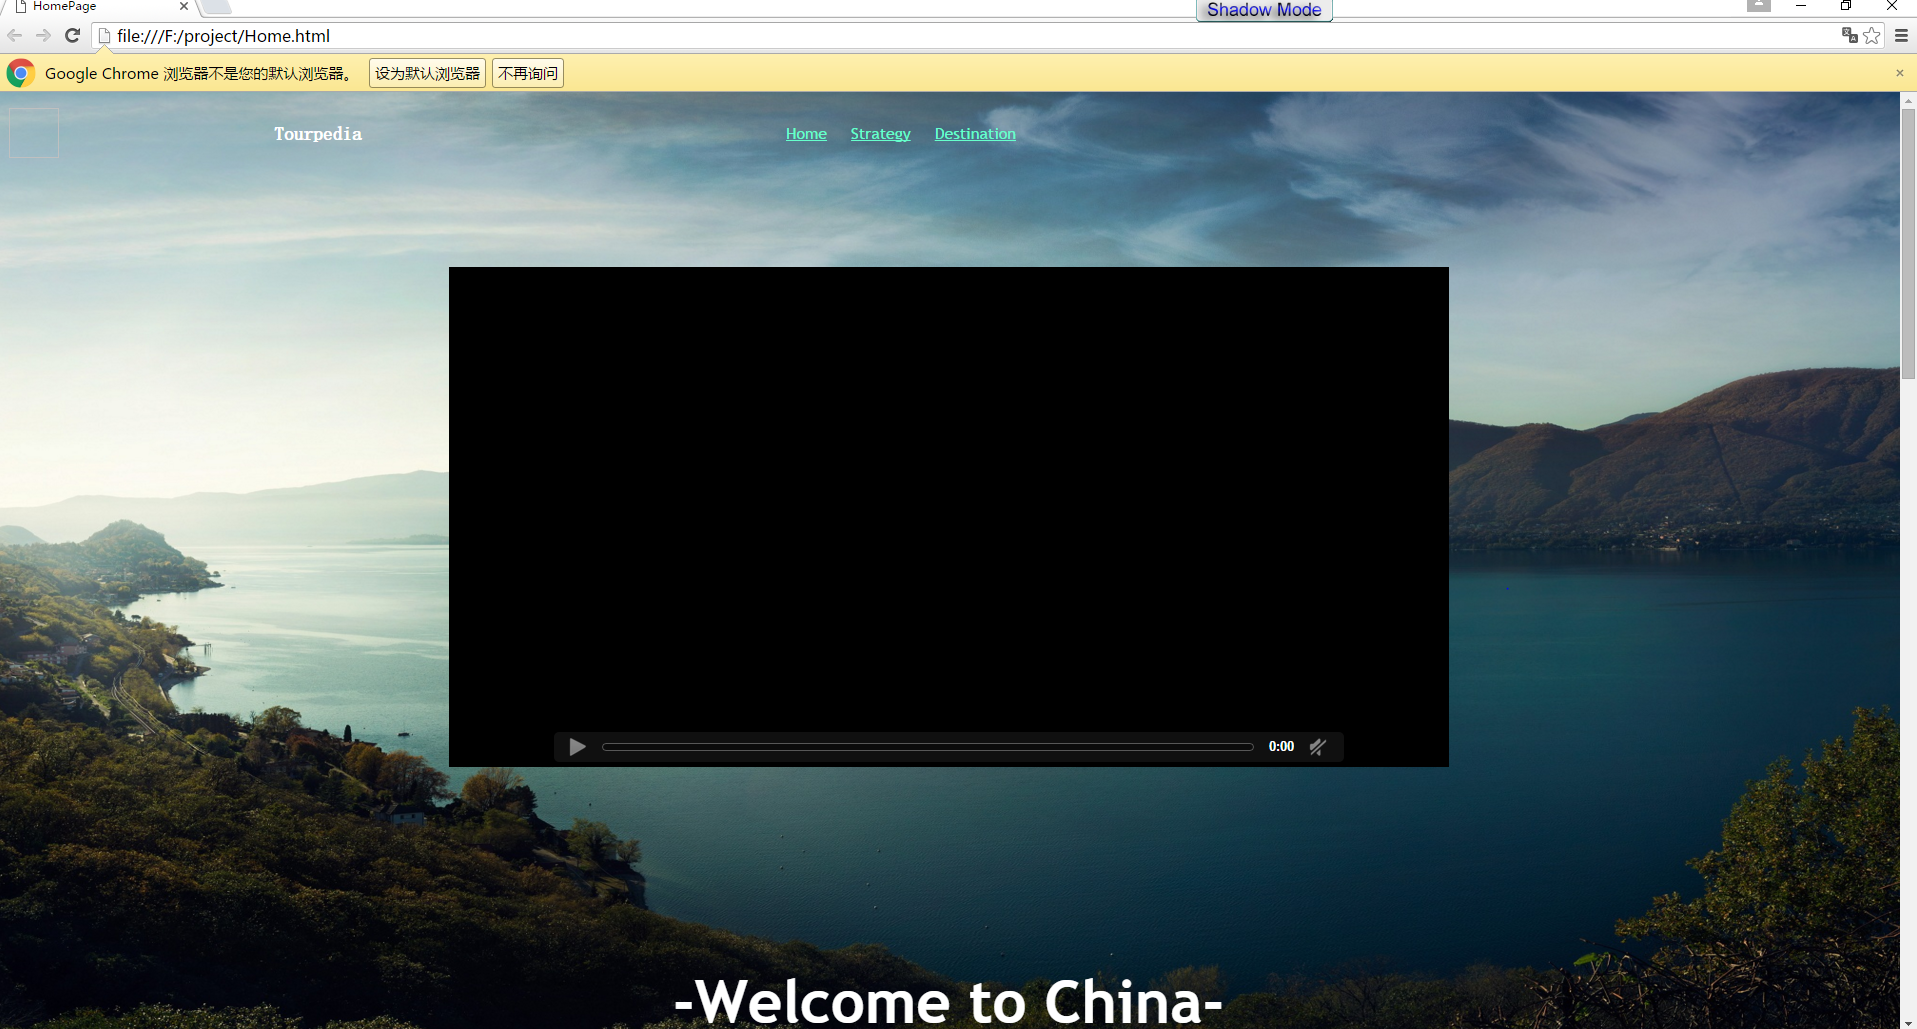 HomePage
Shadow Mode
file:///F:/project/Home.html
Google Chrome 浏览器不是您的默认浏览器。 设为默认浏览器 不再询问
Tourpedia
Home Strategy Destination
0:00
-Welcome to China-